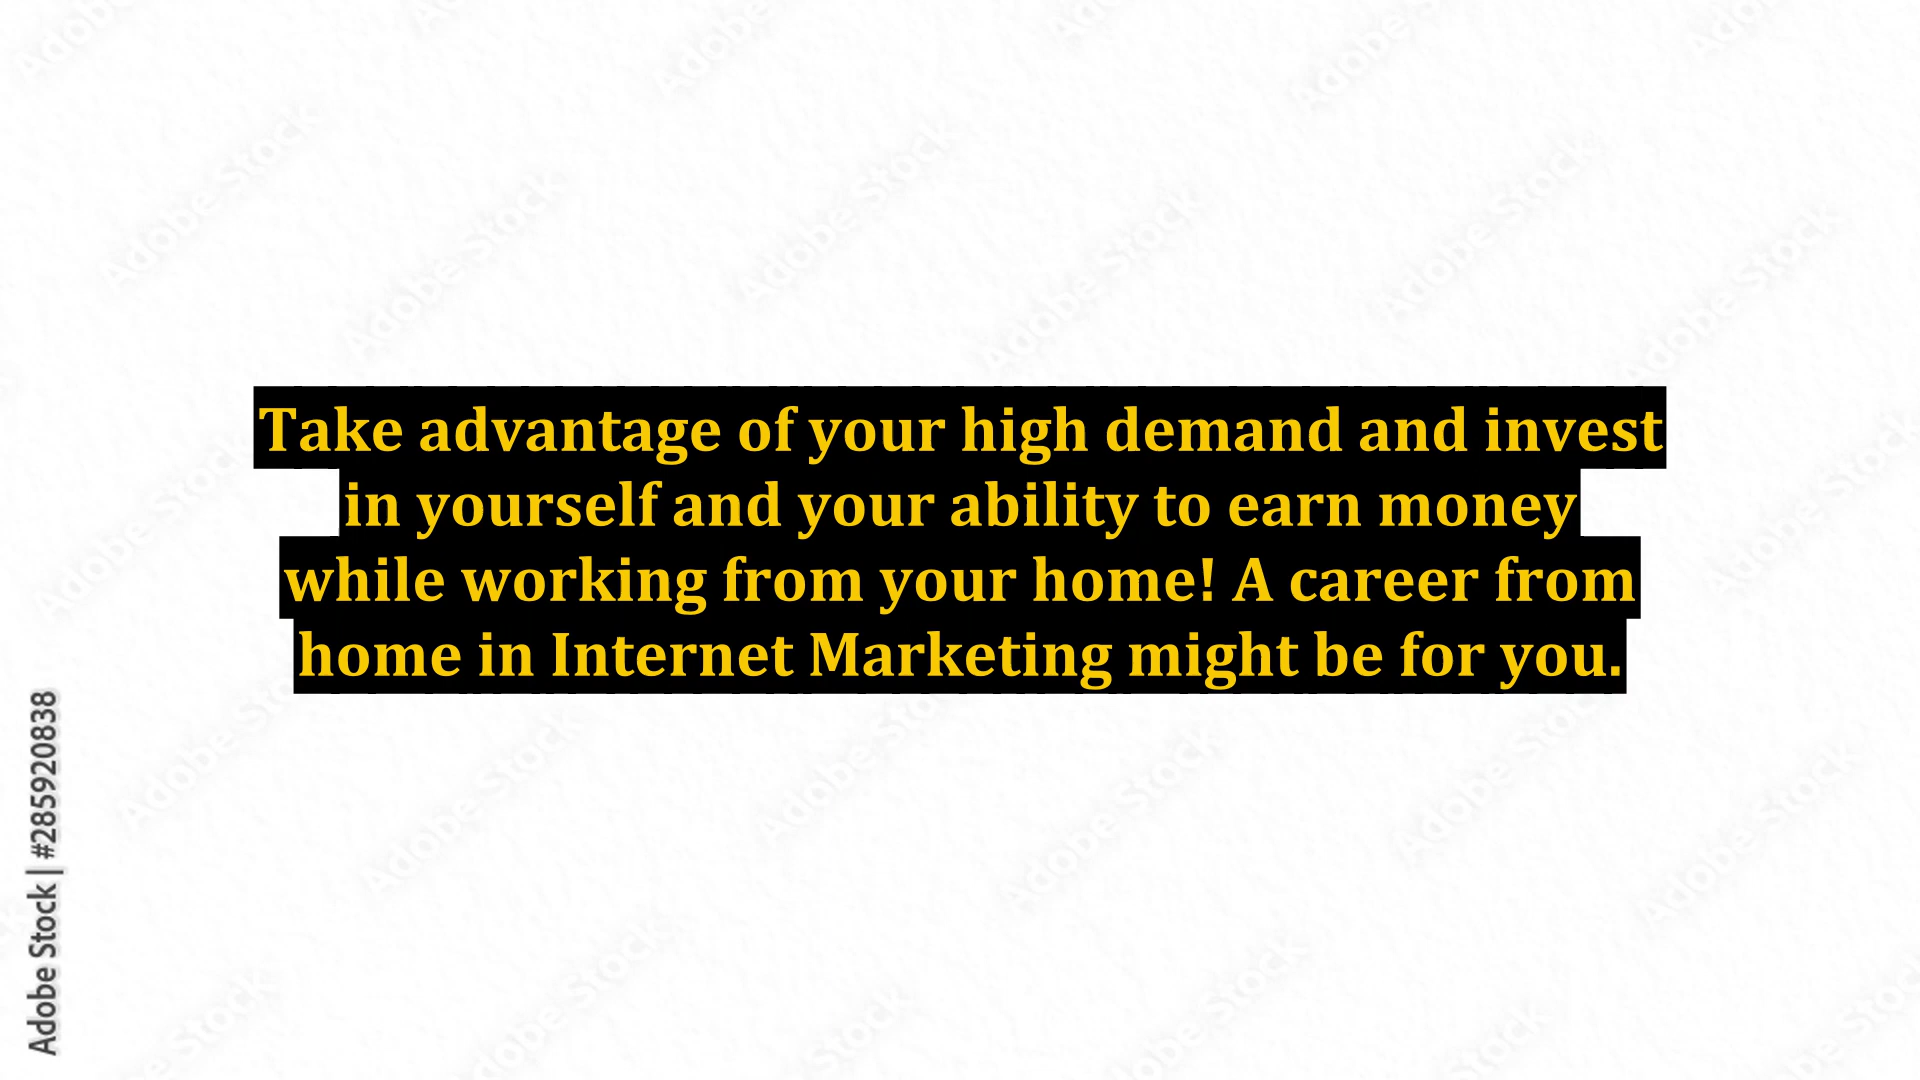 Take advantage of your high demand and invest
in yourself and your ability to earn money
while working from your home! A career from
home in Internet Marketing might be for you.
Adobe Stock | #285920838